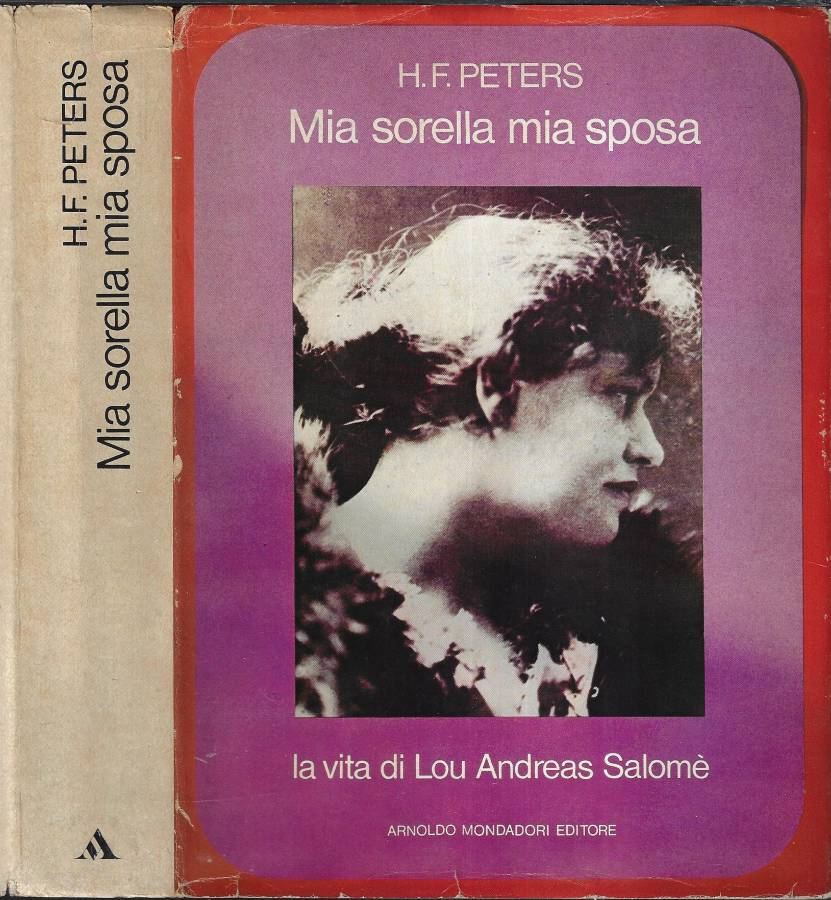 H.F. PETERS
Mia sorella mia sposa
H.F. PETERS
Mia sorella mia sposa
la vita di Lou Andreas Salomè
ARNOLDO MONDADORI EDITORE